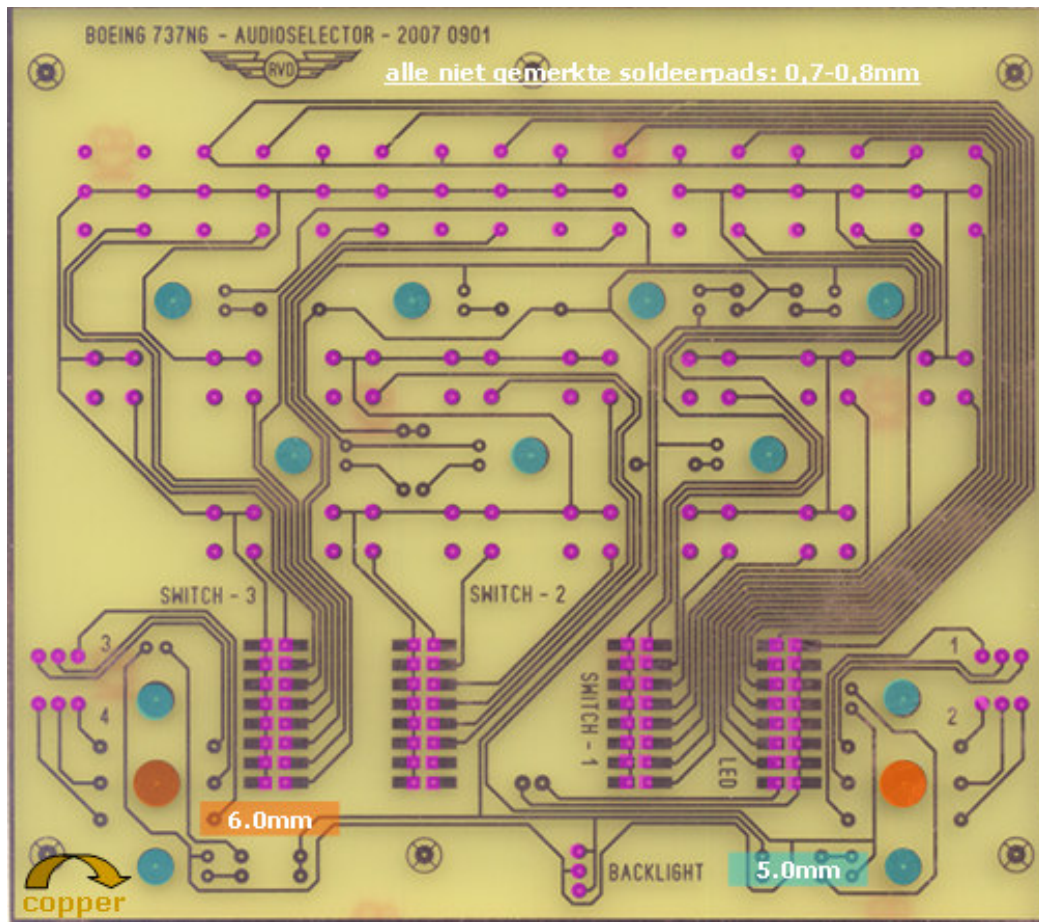 BOEING 737NG - AUDIOSELECTOR - 2007 0901
RVD
alle niet gemerkte soldeerpads: 0,7-0,8mm
SWITCH - 3
SWITCH - 2
3
4
SWITCH - 1
LED
1
2
6.0mm
5.0mm
BACKLIGHT
copper